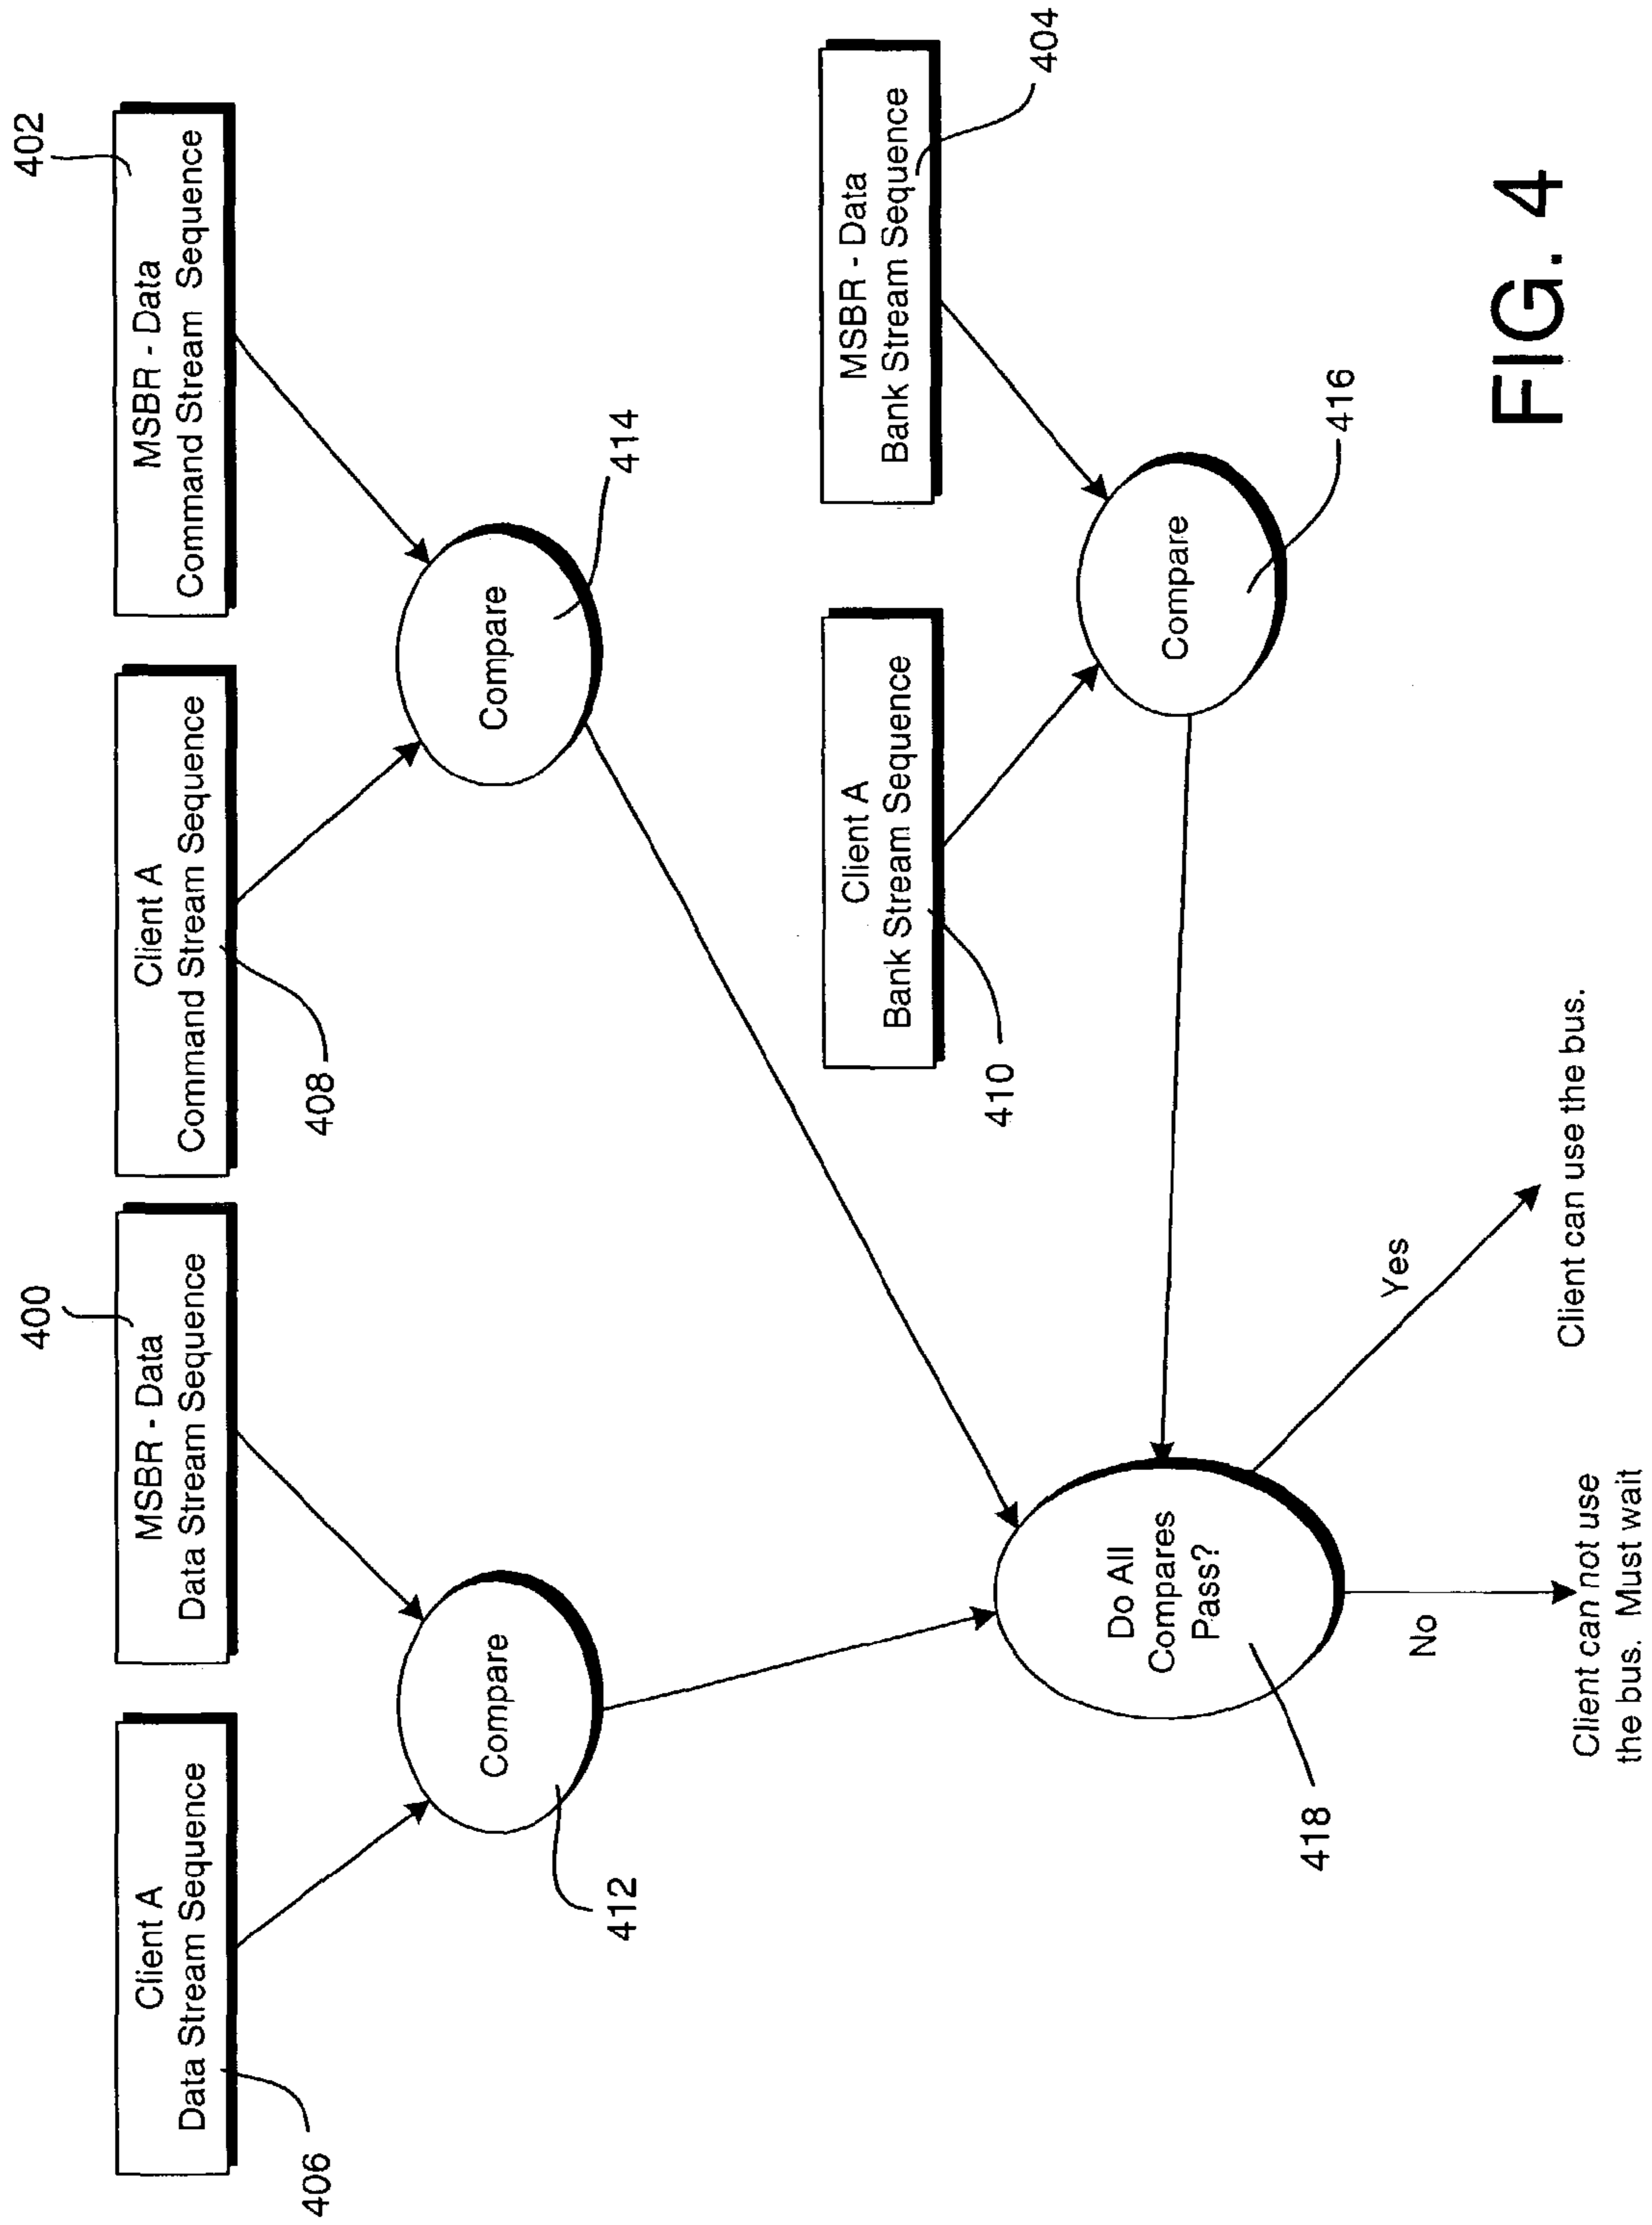 402
400
Client A
Data Stream Sequence
MSBR - Data
Data Stream Sequence
Client A
Command Stream Sequence
MSBR - Data
Command Stream Sequence
406
408
Compare
412
Compare
414
Client A
Bank Stream Sequence
MSBR - Data
Bank Stream Sequence
404
410
Do All
Compares
Pass?
Compare
416
418
No
Yes
Client can not use
the bus. Must wait
Client can use the bus.
FIG. 4